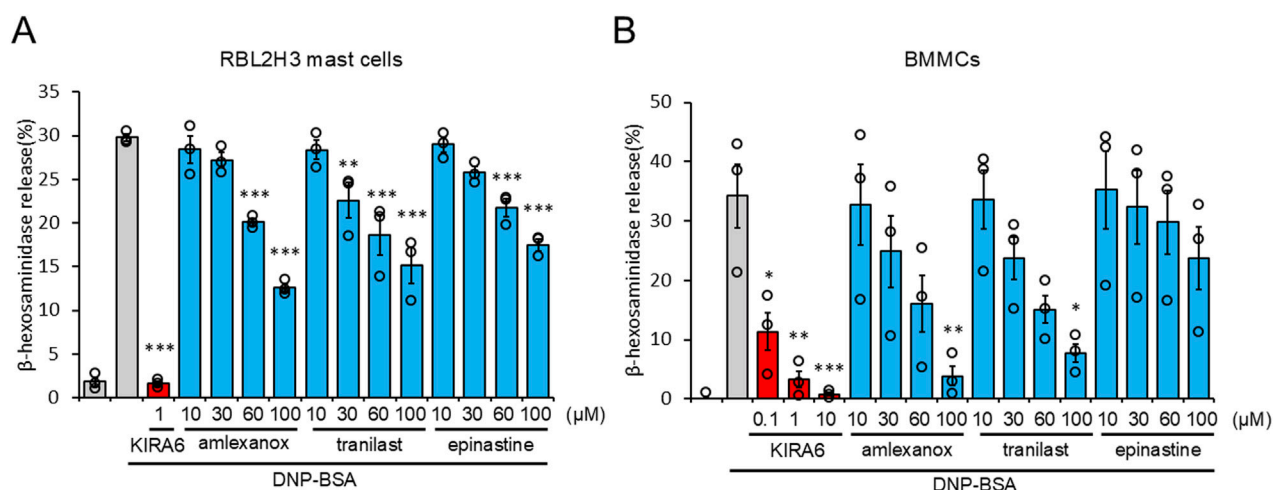 A
RBL2H3 mast cells
β-hexosaminidase release(%)
35
30
25
20
15
10
5
0
***
***
***
**
***
***
***
***
1 10 30 60 100 10 30 60 100 10 30 60 100 (μM)
KIRA6 amlexanox tranilast epinastine
DNP-BSA
B
BMMCs
β-hexosaminidase release(%)
50
40
30
20
10
0
*
**
***
**
*
0.1 1 10 10 30 60 100 10 30 60 100 10 30 60 100 (μM)
KIRA6 amlexanox tranilast epinastine
DNP-BSA